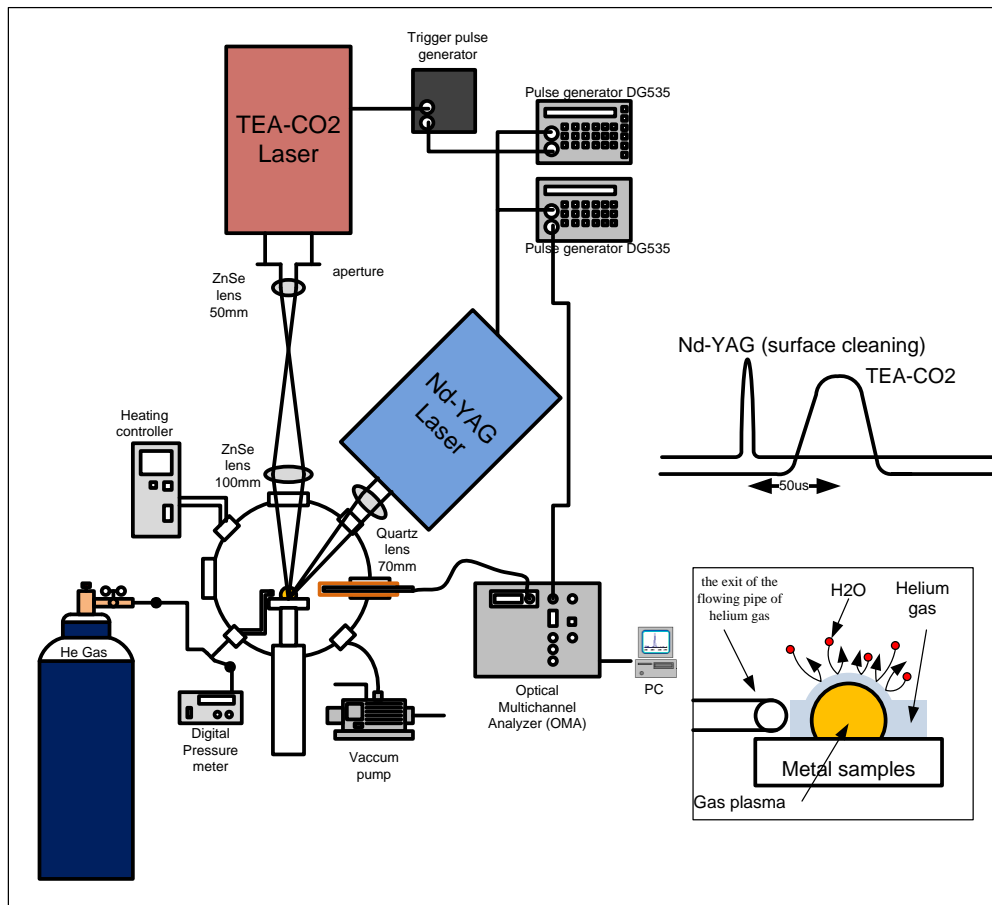 Trigger pulse
generator
Pulse generator DG535
TEA-CO2
Laser
Pulse generator DG535
ZnSe
lens
50mm
aperture
Nd-YAG
Laser
Nd-YAG (surface cleaning)
TEA-CO2
50us
Heating
controller
ZnSe
lens
100mm
Quartz
lens
70mm
He Gas
Digital
Pressure
meter
Vaccum
pump
Optical
Multichannel
Analyzer (OMA)
PC
the exit of the
flowing pipe of
helium gas
H2O
Helium
gas
Metal samples
Gas plasma